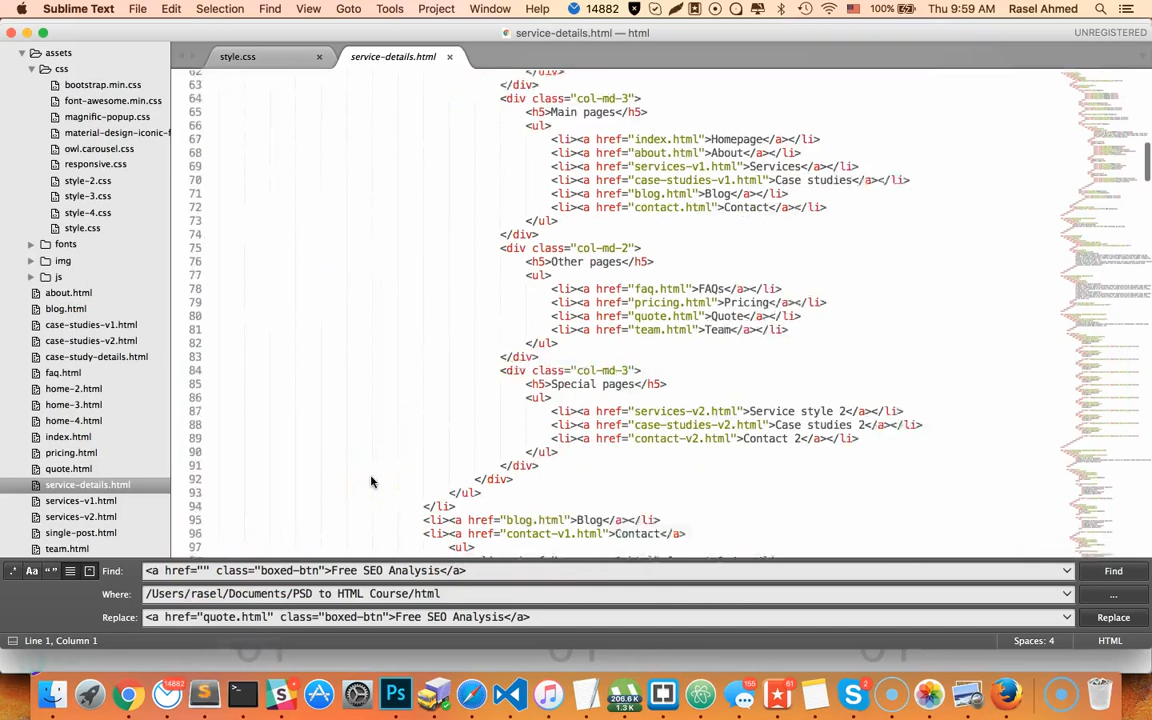 Sublime Text File Edit Selection Find View Goto Tools Project Window Help 14882 100% Thu 9:59 AM Rasel Ahmed
service-details.html — html UNREGISTERED
style.css × service-details.html ×
assets
css
bootstrap.min.css
font-awesome.min.css
magnific-popup.css
material-design-iconic-f
owl.carousel.css
responsive.css
style-2.css
style-3.css
style-4.css
style.css
fonts
img
js
about.html
blog.html
case-studies-v1.html
case-studies-v2.html
case-study-details.html
faq.html
home-2.html
home-3.html
home-4.html
index.html
pricing.html
quote.html
service-details.html
services-v1.html
services-v2.html
single-post.html
team.html
62 </div>
63 </div>
64 <div class="col-md-3">
65 <h5>Main pages</h5>
66 <ul>
67 <li><a href="index.html">Homepage</a></li>
68 <li><a href="about.html">About</a></li>
69 <li><a href="services-v1.html">Services</a></li>
70 <li><a href="case-studies-v1.html">Case studies</a></li>
71 <li><a href="blog.html">Blog</a></li>
72 <li><a href="contact.html">Contact</a></li>
73 </ul>
74 </div>
75 <div class="col-md-2">
76 <h5>Other pages</h5>
77 <ul>
78 <li><a href="faq.html">FAQs</a></li>
79 <li><a href="pricing.html">Pricing</a></li>
80 <li><a href="quote.html">Quote</a></li>
81 <li><a href="team.html">Team</a></li>
82 </ul>
83 </div>
84 <div class="col-md-3">
85 <h5>Special pages</h5>
86 <ul>
87 <li><a href="services-v2.html">Service style 2</a></li>
88 <li><a href="case-studies-v2.html">Case studies 2</a></li>
89 <li><a href="contact-v2.html">Contact 2</a></li>
90 </ul>
91 </div>
92 </div>
93 </ul>
94 </li>
95 <li><a href="blog.html">Blog</a></li>
96 <li><a href="contact-v1.html">Contact</a>
97 <ul>
.* Aa “ ” Find: <a href="" class="boxed-btn">Free SEO Analysis</a> Find
Where: /Users/rasel/Documents/PSD to HTML Course/html ...
Replace: <a href="quote.html" class="boxed-btn">Free SEO Analysis</a> Replace
Line 1, Column 1 Spaces: 4 HTML
14882 206.6 K 1.3 K 155 61 2